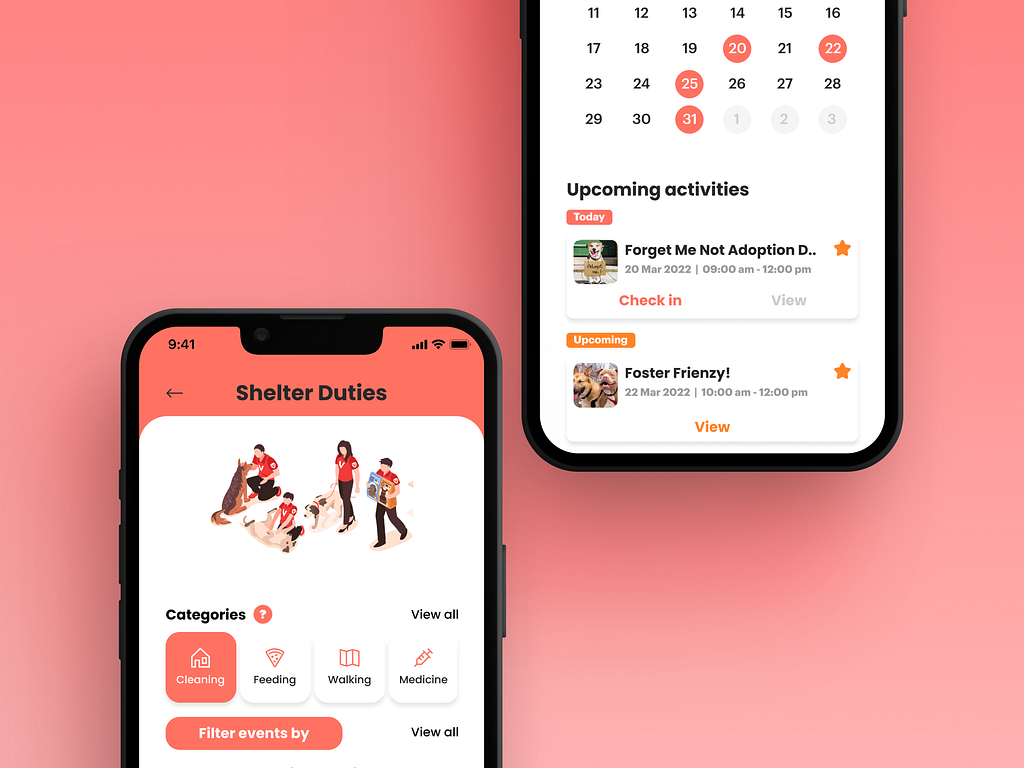 11 12 13 14 15 16
17 18 19 20 21 22
23 24 25 26 27 28
29 30 31 1 2 3
Upcoming activities
Today
Forget Me Not Adoption D..
20 Mar 2022 | 09:00 am - 12:00 pm
Check in View
Upcoming
Foster Frienzy!
22 Mar 2022 | 10:00 am - 12:00 pm
View
9:41
Shelter Duties
Categories ? View all
Cleaning Feeding Walking Medicine
Filter events by View all